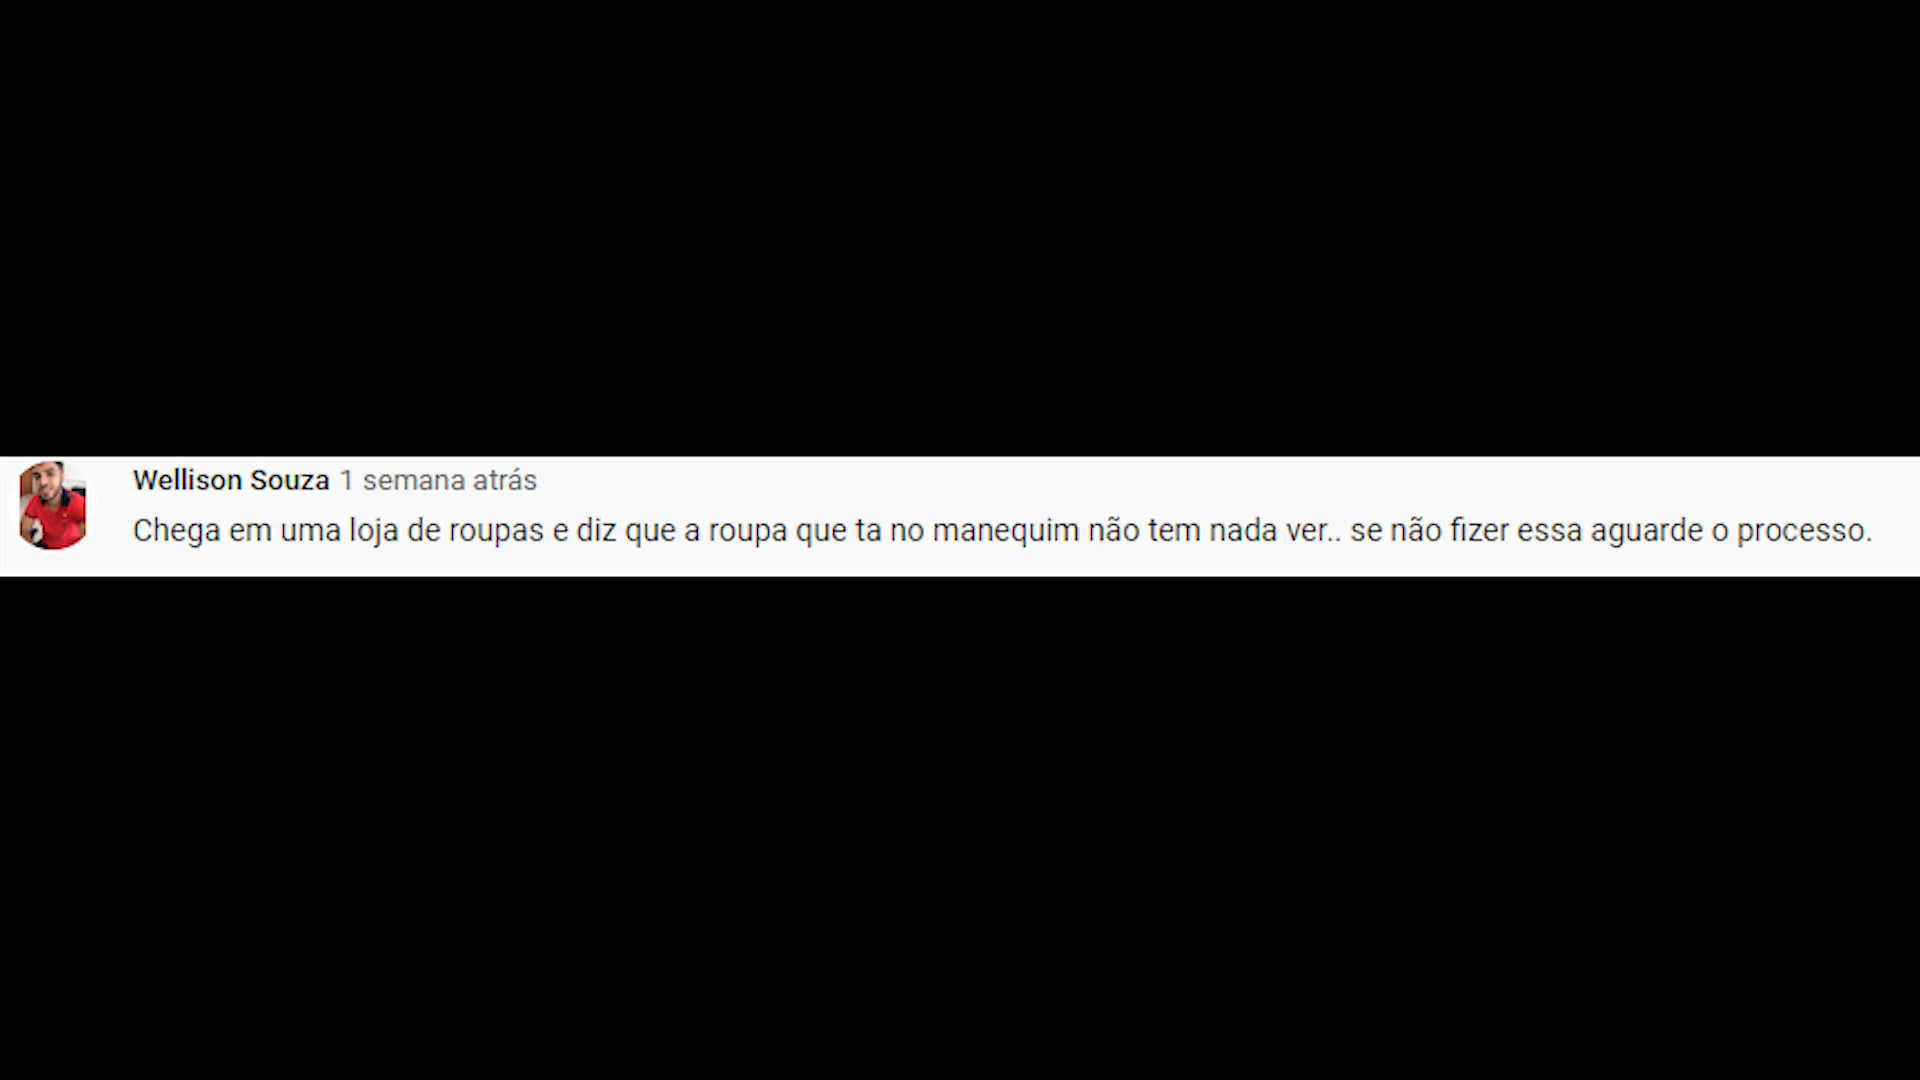 Wellison Souza 1 semana atrás
Chega em uma loja de roupas e diz que a roupa que ta no manequim não tem nada ver.. se não fizer essa aguarde o processo.